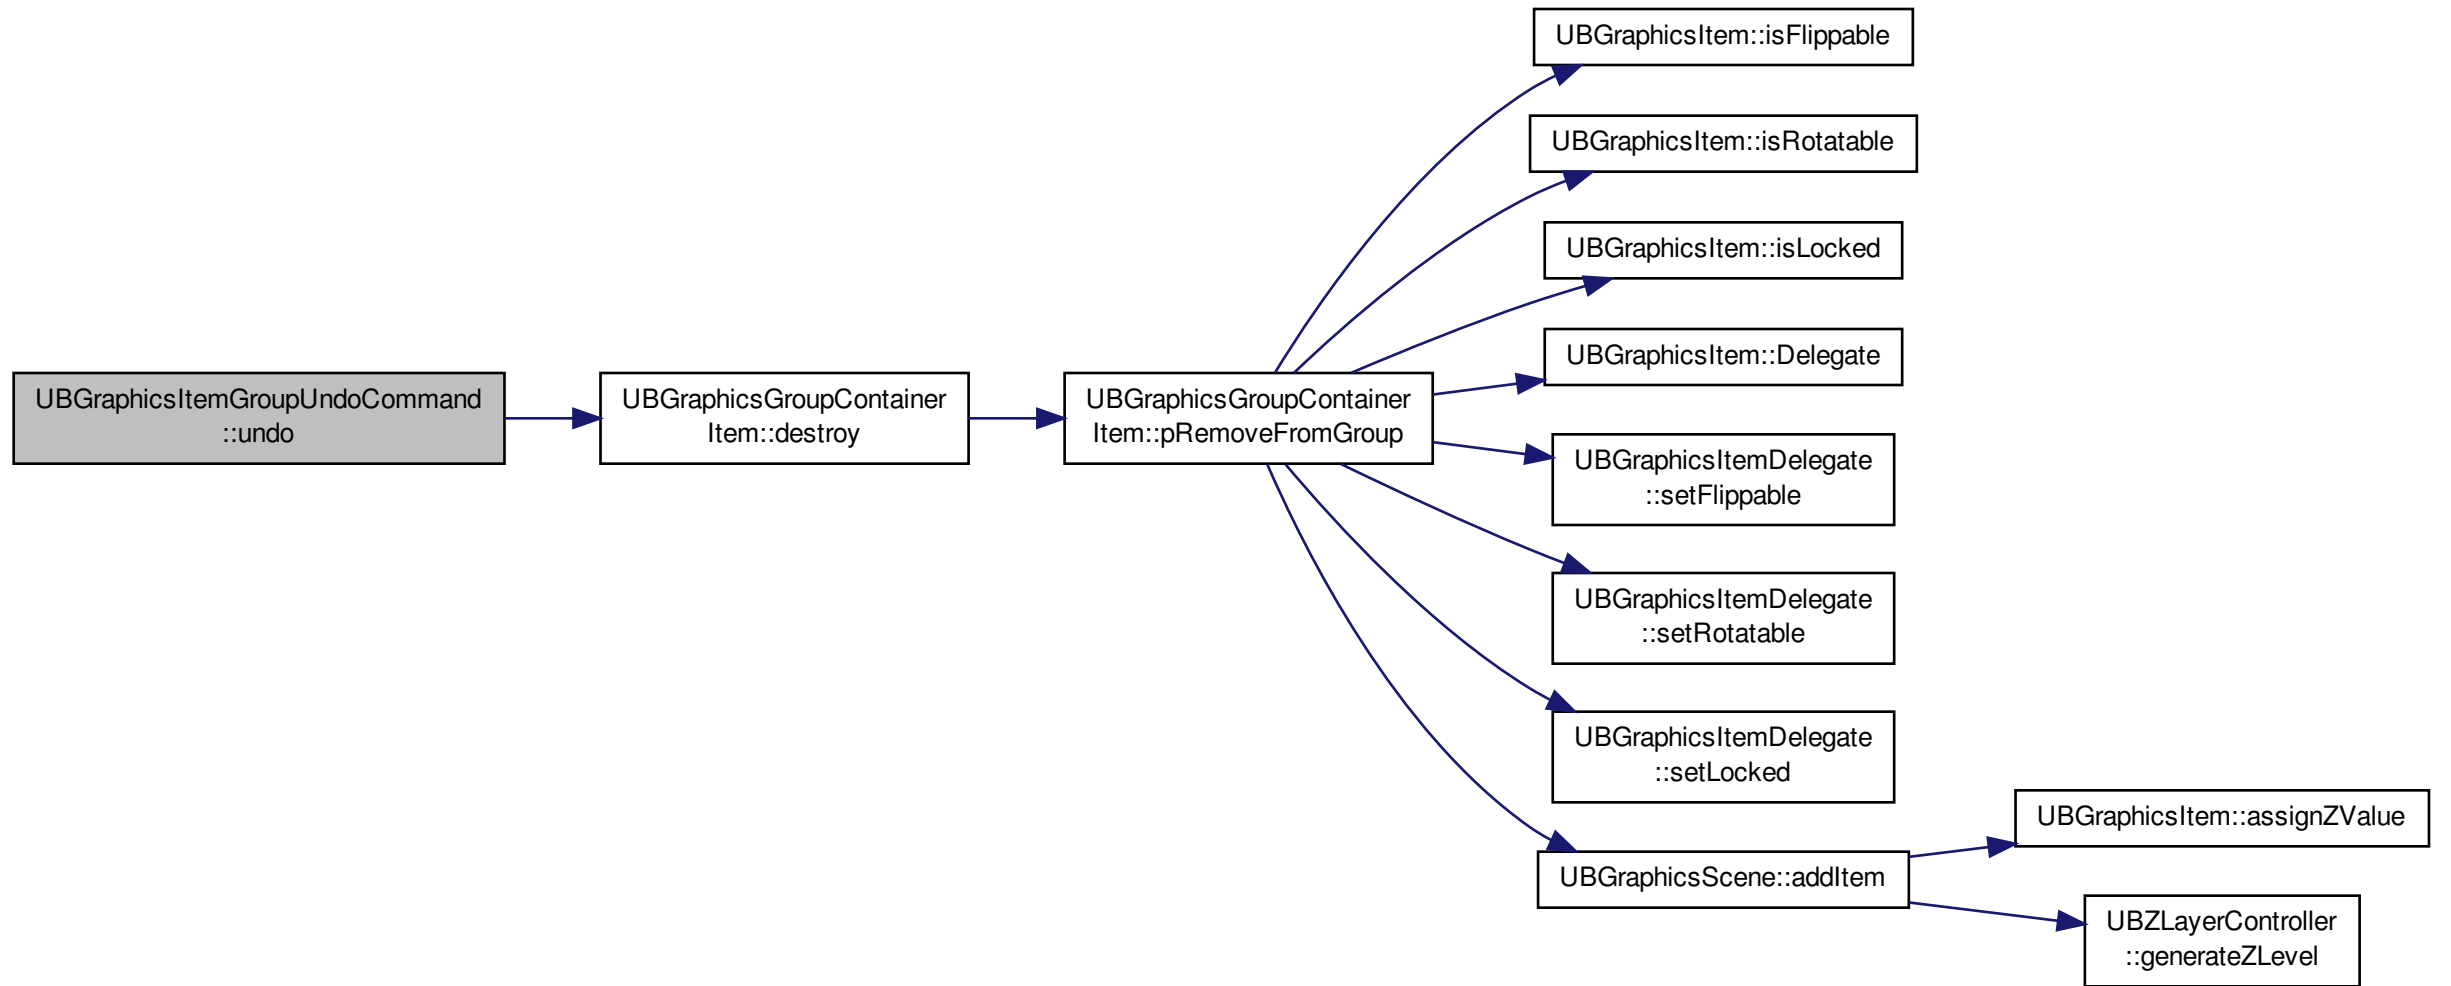 UBGraphicsItemGroupUndoCommand
::undo
UBGraphicsGroupContainer
Item::destroy
UBGraphicsGroupContainer
Item::pRemoveFromGroup
UBGraphicsItem::isFlippable
UBGraphicsItem::isRotatable
UBGraphicsItem::isLocked
UBGraphicsItem::Delegate
UBGraphicsItemDelegate
::setFlippable
UBGraphicsItemDelegate
::setRotatable
UBGraphicsItemDelegate
::setLocked
UBGraphicsScene::addItem
UBGraphicsItem::assignZValue
UBZLayerController
::generateZLevel